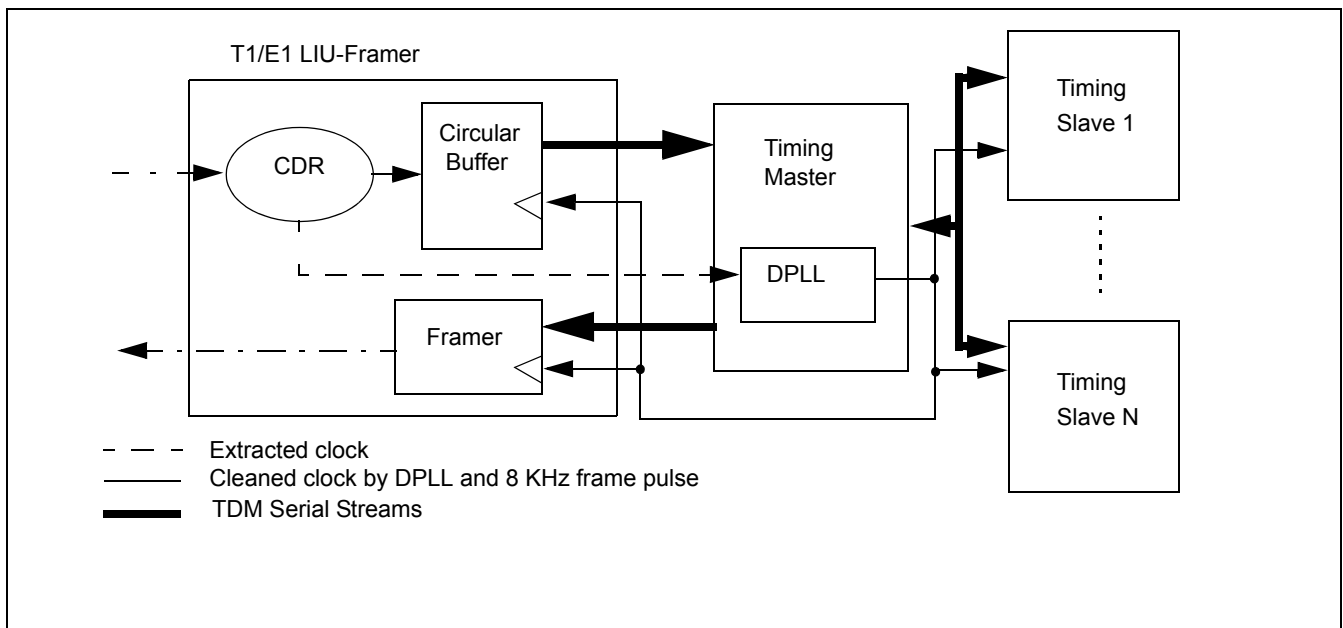 T1/E1 LIU-Framer
CDR
Circular
Buffer
Timing
Master
DPLL
Framer
Timing
Slave 1
Timing
Slave N
Extracted clock
Cleaned clock by DPLL and 8 KHz frame pulse
TDM Serial Streams